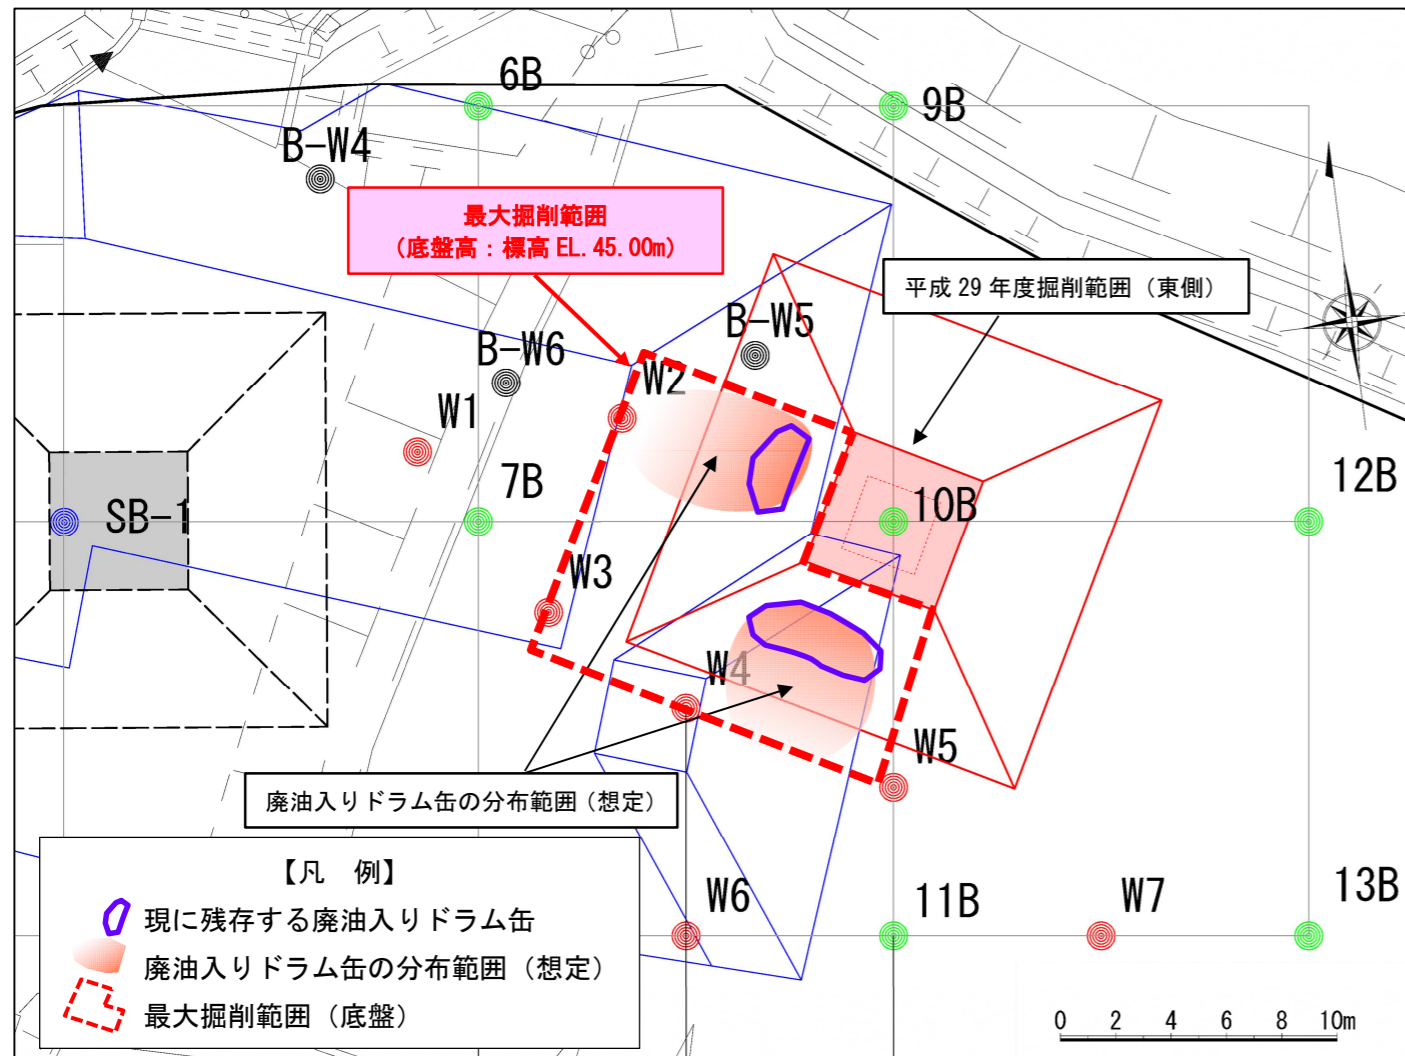 6B
9B
B-W4
最大掘削範囲
（底盤高：標高 EL.45.00m）
平成 29 年度掘削範囲（東側）
B-W5
B-W6
W2
W1
7B
10B
12B
SB-1
W3
W4
W5
廃油入りドラム缶の分布範囲（想定）
【凡　例】
現に残存する廃油入りドラム缶
廃油入りドラム缶の分布範囲（想定）
最大掘削範囲（底盤）
W6
11B
W7
13B
0 2 4 6 8 10m